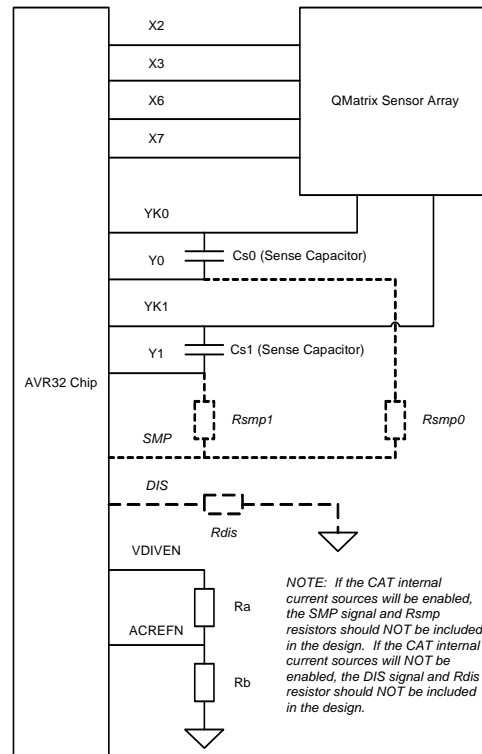 X2
X3
QMatrix Sensor Array
X6
X7
YK0
Cs0 (Sense Capacitor)
Y0
YK1
Cs1 (Sense Capacitor)
Y1
AVR32 Chip
Rsmp1
Rsmp0
SMP
DIS
Rdis
VDIVEN
NOTE: If the CAT internal
current sources will be enabled,
the SMP signal and Rsmp
resistors should NOT be included
in the design. If the CAT internal
current sources will NOT be
enabled, the DIS signal and Rdis
resistor should NOT be included
in the design.
Ra
ACREFN
Rb